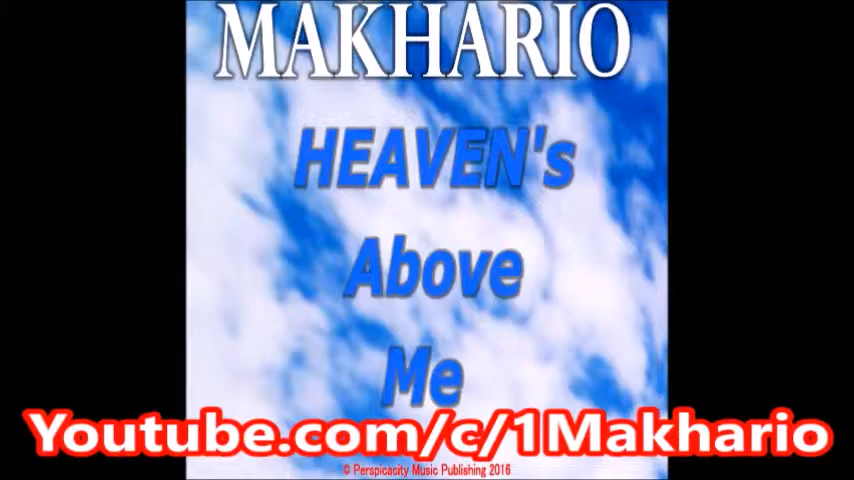 MAKHARIO
HEAVEN's
Above
Me
Youtube.com/c/1Makhario
© Perspicacity Music Publishing 2016